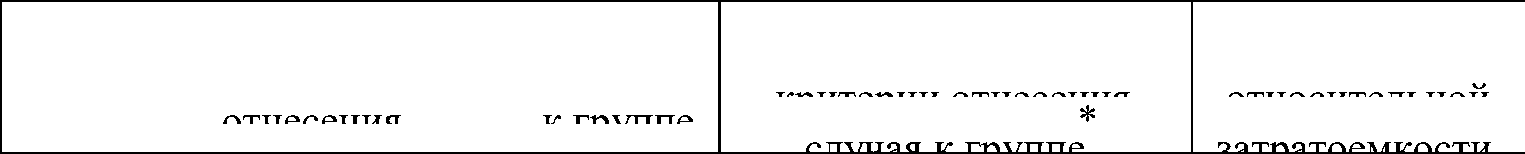 отнесения к группе
критерии отнесения
*
случая к группе
относительной
затратоемкости